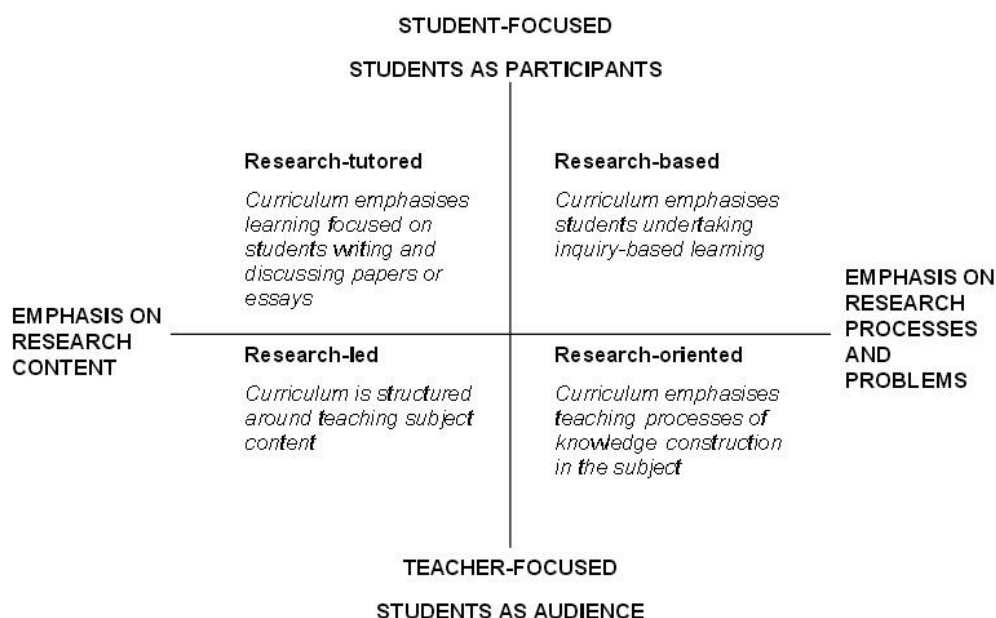 STUDENT-FOCUSED
STUDENTS AS PARTICIPANTS
Research-tutored
Curriculum emphasises
learning focused on
students writing and
discussing papers or
essays
Research-based
Curriculum emphasises
students undertaking
inquiry-based learning
EMPHASIS ON
RESEARCH
CONTENT
EMPHASIS ON
RESEARCH
PROCESSES
AND
PROBLEMS
Research-led
Curriculum is structured
around teaching subject
content
Research-oriented
Curriculum emphasises
teaching processes of
knowledge construction
in the subject
TEACHER-FOCUSED
STUDENTS AS AUDIENCE